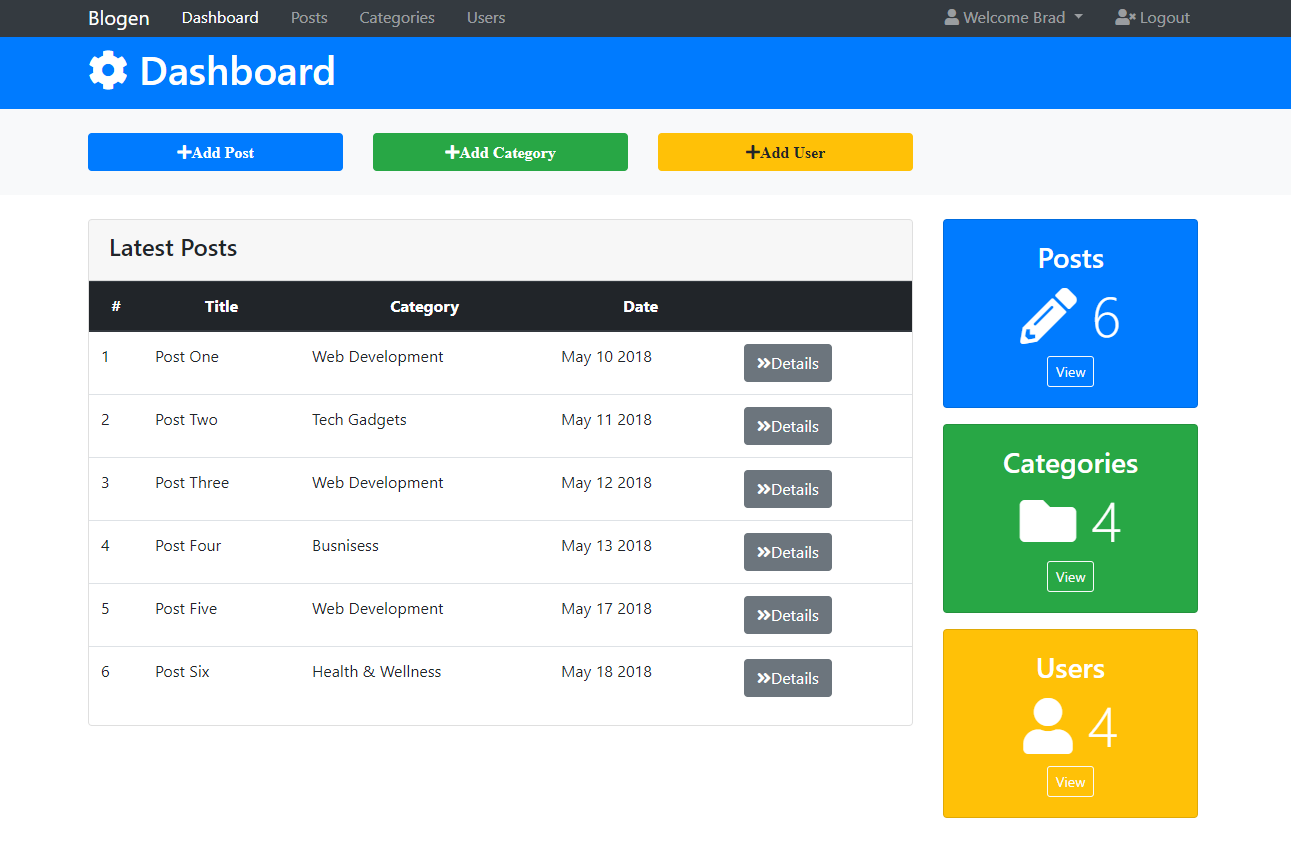 Blogen Dashboard Posts Categories Users Welcome Brad Logout
Dashboard
Add Post Add Category Add User
Latest Posts
# Title Category Date
1 Post One Web Development May 10 2018 Details
2 Post Two Tech Gadgets May 11 2018 Details
3 Post Three Web Development May 12 2018 Details
4 Post Four Busnisess May 13 2018 Details
5 Post Five Web Development May 17 2018 Details
6 Post Six Health & Wellness May 18 2018 Details
Posts
6
View
Categories
4
View
Users
4
View